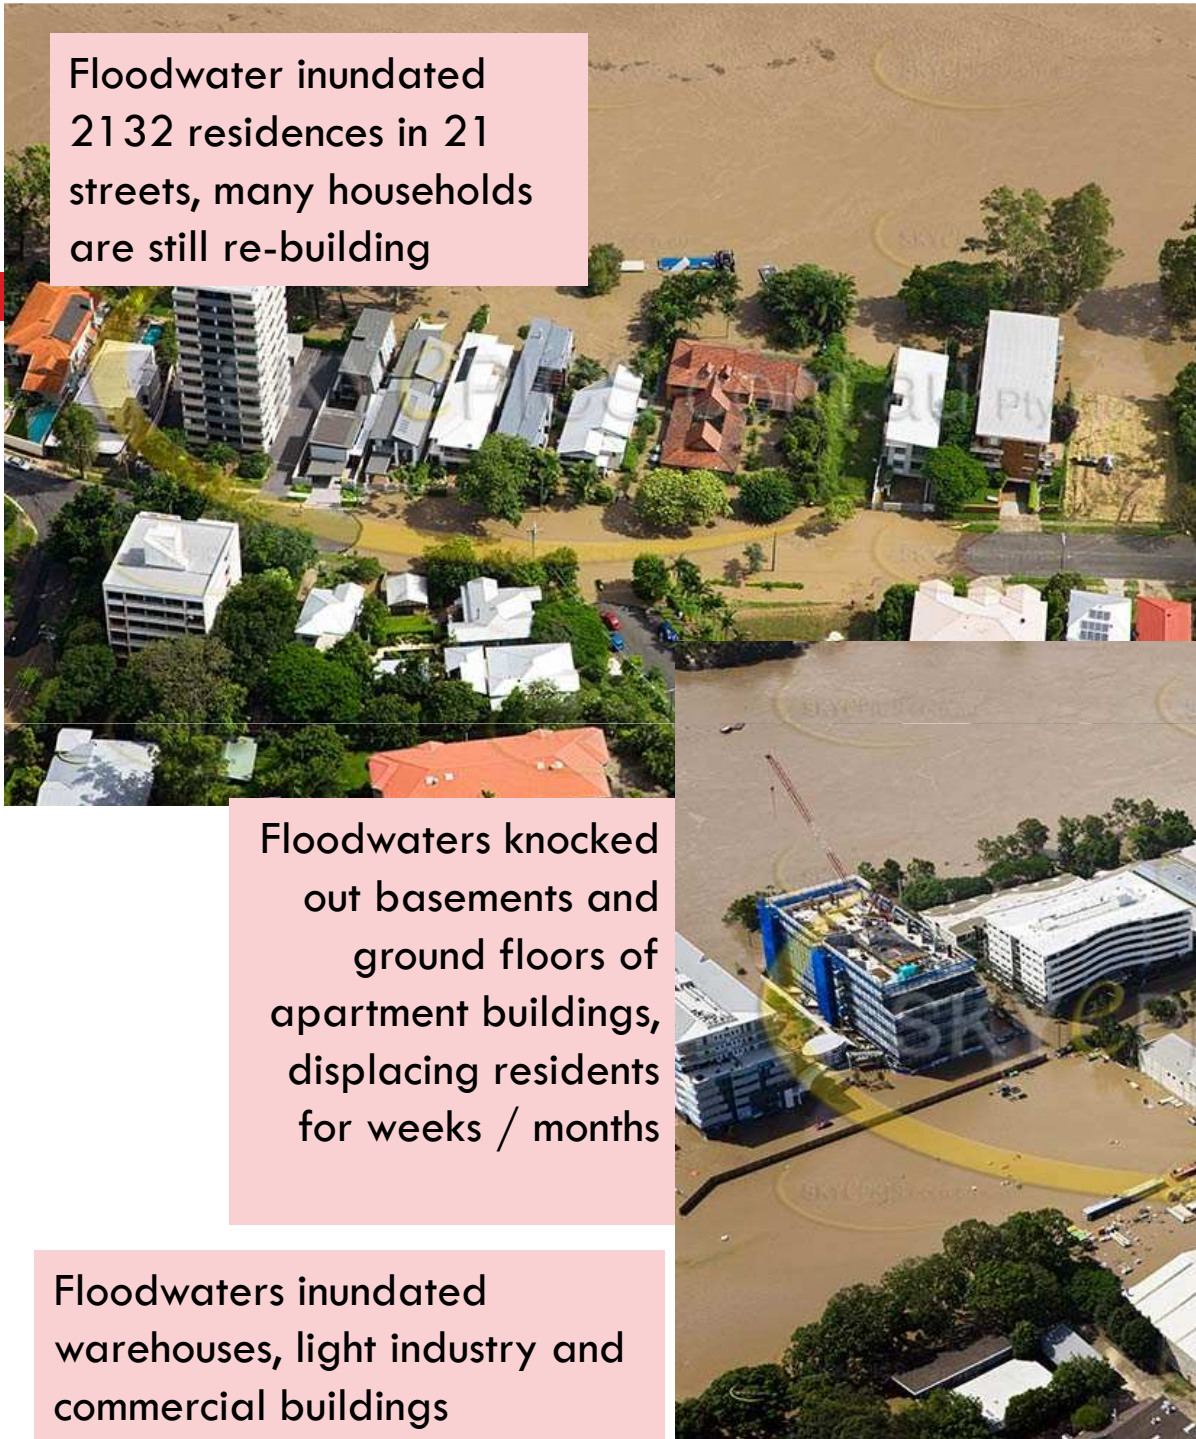 Floodwater inundated
2132 residences in 21
streets, many households
are still re-building
Floodwaters knocked
out basements and
ground floors of
apartment buildings,
displacing residents
for weeks / months
Floodwaters inundated
warehouses, light industry and
commercial buildings